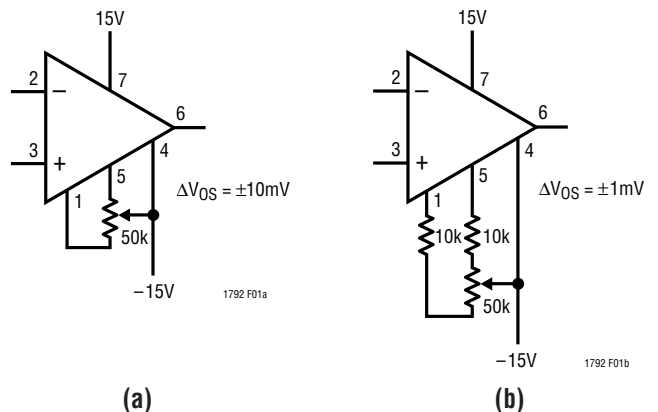 15V
2
7
−
6
3
+
4
5
1
ΔVOS = ±10mV
50k
−15V
1792 F01a
(a)
15V
2
7
−
6
3
+
4
5
1
ΔVOS = ±1mV
10k
10k
50k
−15V
1792 F01b
(b)